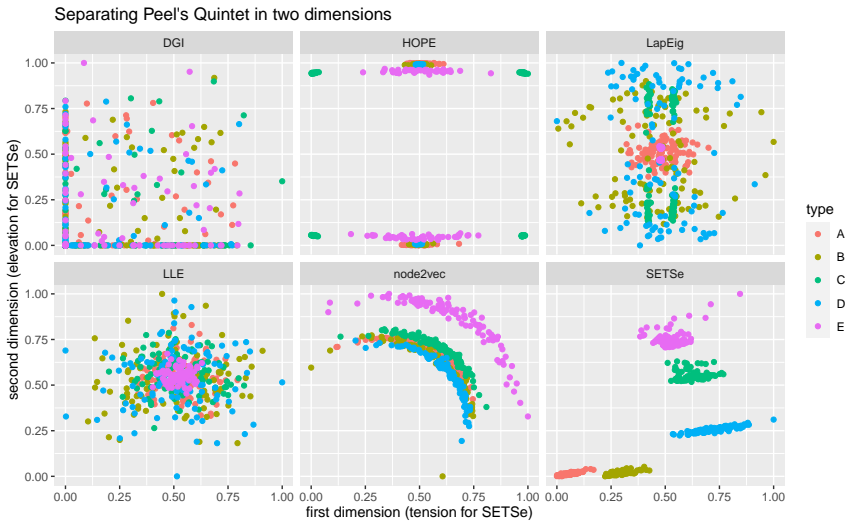 Separating Peel's Quintet in two dimensions
DGI
HOPE
LapEig
1.00
0.75
0.50
0.25
0.00
LLE
node2vec
SETSe
1.00
0.75
0.50
0.25
0.00
0.00 0.25 0.50 0.75 1.00
0.00 0.25 0.50 0.75 1.00
0.00 0.25 0.50 0.75 1.00
first dimension (tension for SETSe)
second dimension (elevation for SETSe)
type
A
B
C
D
E